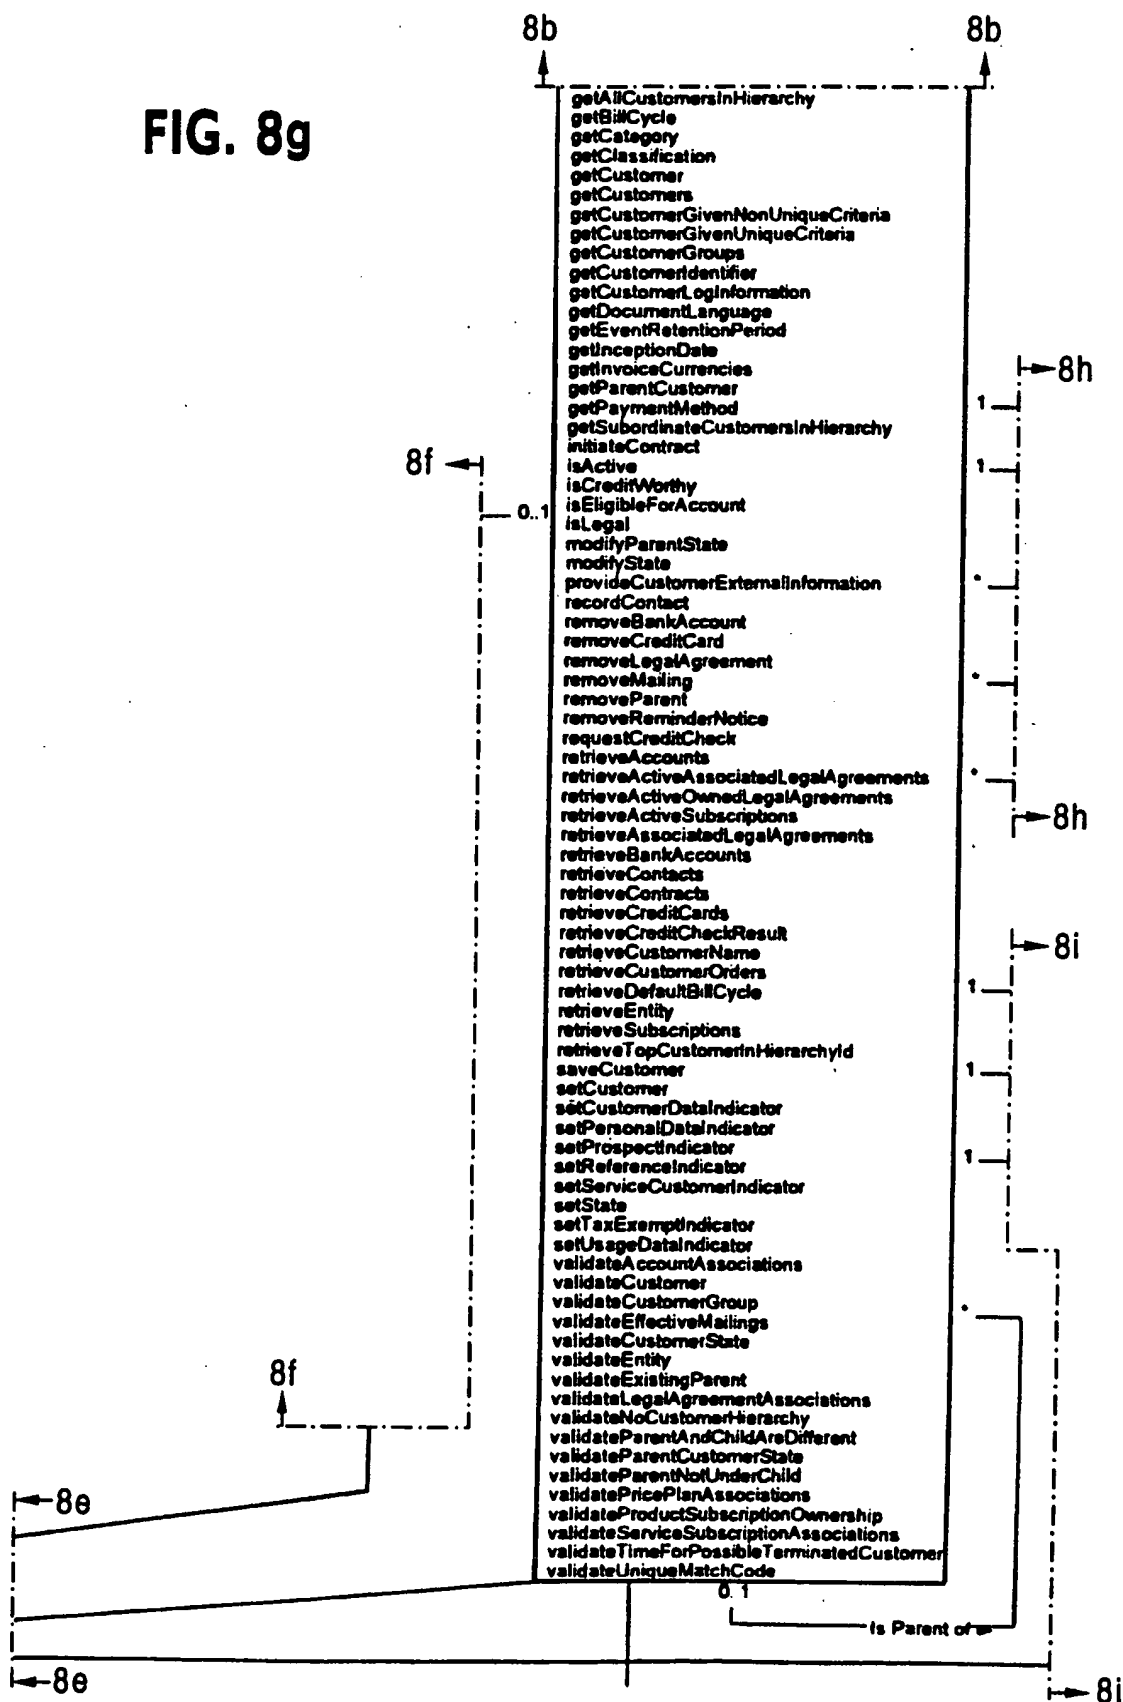 8b
8b
FIG. 8g
getAllCustomersInHierarchy
getBillCycle
getCategory
getClassification
getCustomer
getCustomers
getCustomerGivenNonUniqueCriteria
getCustomerGivenUniqueCriteria
getCustomerGroups
getCustomerIdentifier
getCustomerLogInformation
getDocumentLanguage
getEventRetentionPeriod
getInceptionDate
getInvoiceCurrencies
8h
getParentCustomer
getPaymentMethod
1
getSubordinateCustomersInHierarchy
initiateContract
8f
isActive
1
isCreditWorthy
isEligibleForAccount
0..1
isLegal
modifyParentState
modifyState
provideCustomerExternalInformation
*
recordContact
removeBankAccount
removeCreditCard
removeLegalAgreement
removeMailing
*
removeParent
removeReminderNotice
requestCreditCheck
retrieveAccounts
retrieveActiveAssociatedLegalAgreements
*
retrieveActiveOwnedLegalAgreements
retrieveActiveSubscriptions
8h
retrieveAssociatedLegalAgreements
retrieveBankAccounts
retrieveContacts
retrieveContracts
retrieveCreditCards
retrieveCreditCheckResult
8i
retrieveCustomerName
retrieveCustomerOrders
retrieveDefaultBillCycle
1
retrieveEntity
retrieveSubscriptions
retrieveTopCustomerInHierarchyId
saveCustomer
1
setCustomer
setCustomerDataIndicator
setPersonalDataIndicator
setProspectIndicator
1
setReferenceIndicator
setServiceCustomerIndicator
setState
setTaxExemptIndicator
setUsageDataIndicator
validateAccountAssociations
validateCustomer
validateCustomerGroup
*
validateEffectiveMailings
validateCustomerState
validateEntity
8f
validateExistingParent
validateLegalAgreementAssociations
validateNoCustomerHierarchy
validateParentAndChildAreDifferent
validateParentCustomerState
validateParentNotUnderChild
validatePricePlanAssociations
8e
validateProductSubscriptionOwnership
validateServiceSubscriptionAssociations
validateTimeForPossibleTerminatedCustomer
validateUniqueMatchCode
0..1
Is Parent of
8e
8i